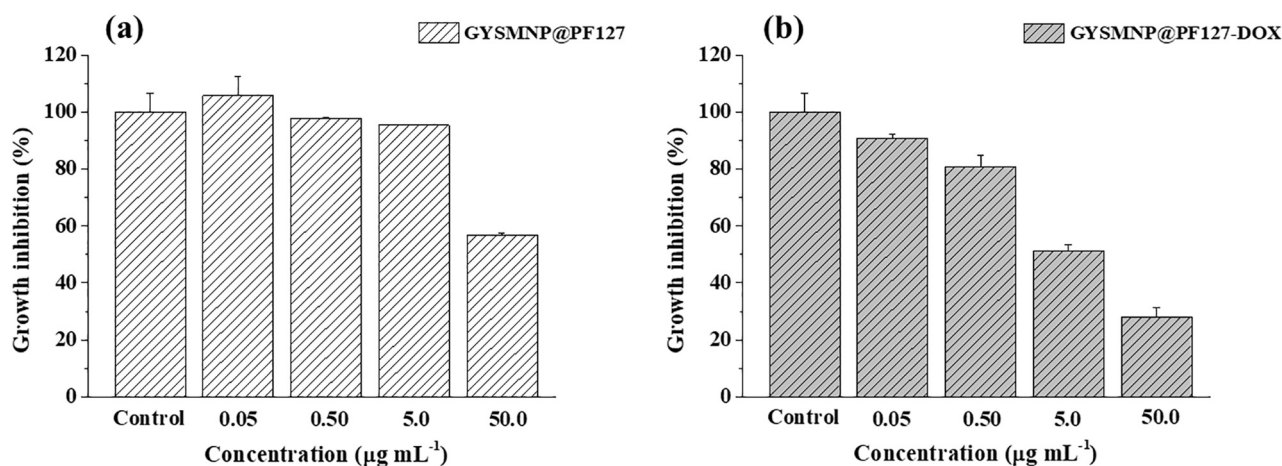 (a)
GYSMNP@PF127
Growth inhibition (%)
120
100
80
60
40
20
0
Control 0.05 0.50 5.0 50.0
Concentration (µg mL⁻¹)
(b)
GYSMNP@PF127-DOX
Growth inhibition (%)
120
100
80
60
40
20
0
Control 0.05 0.50 5.0 50.0
Concentration (µg mL⁻¹)